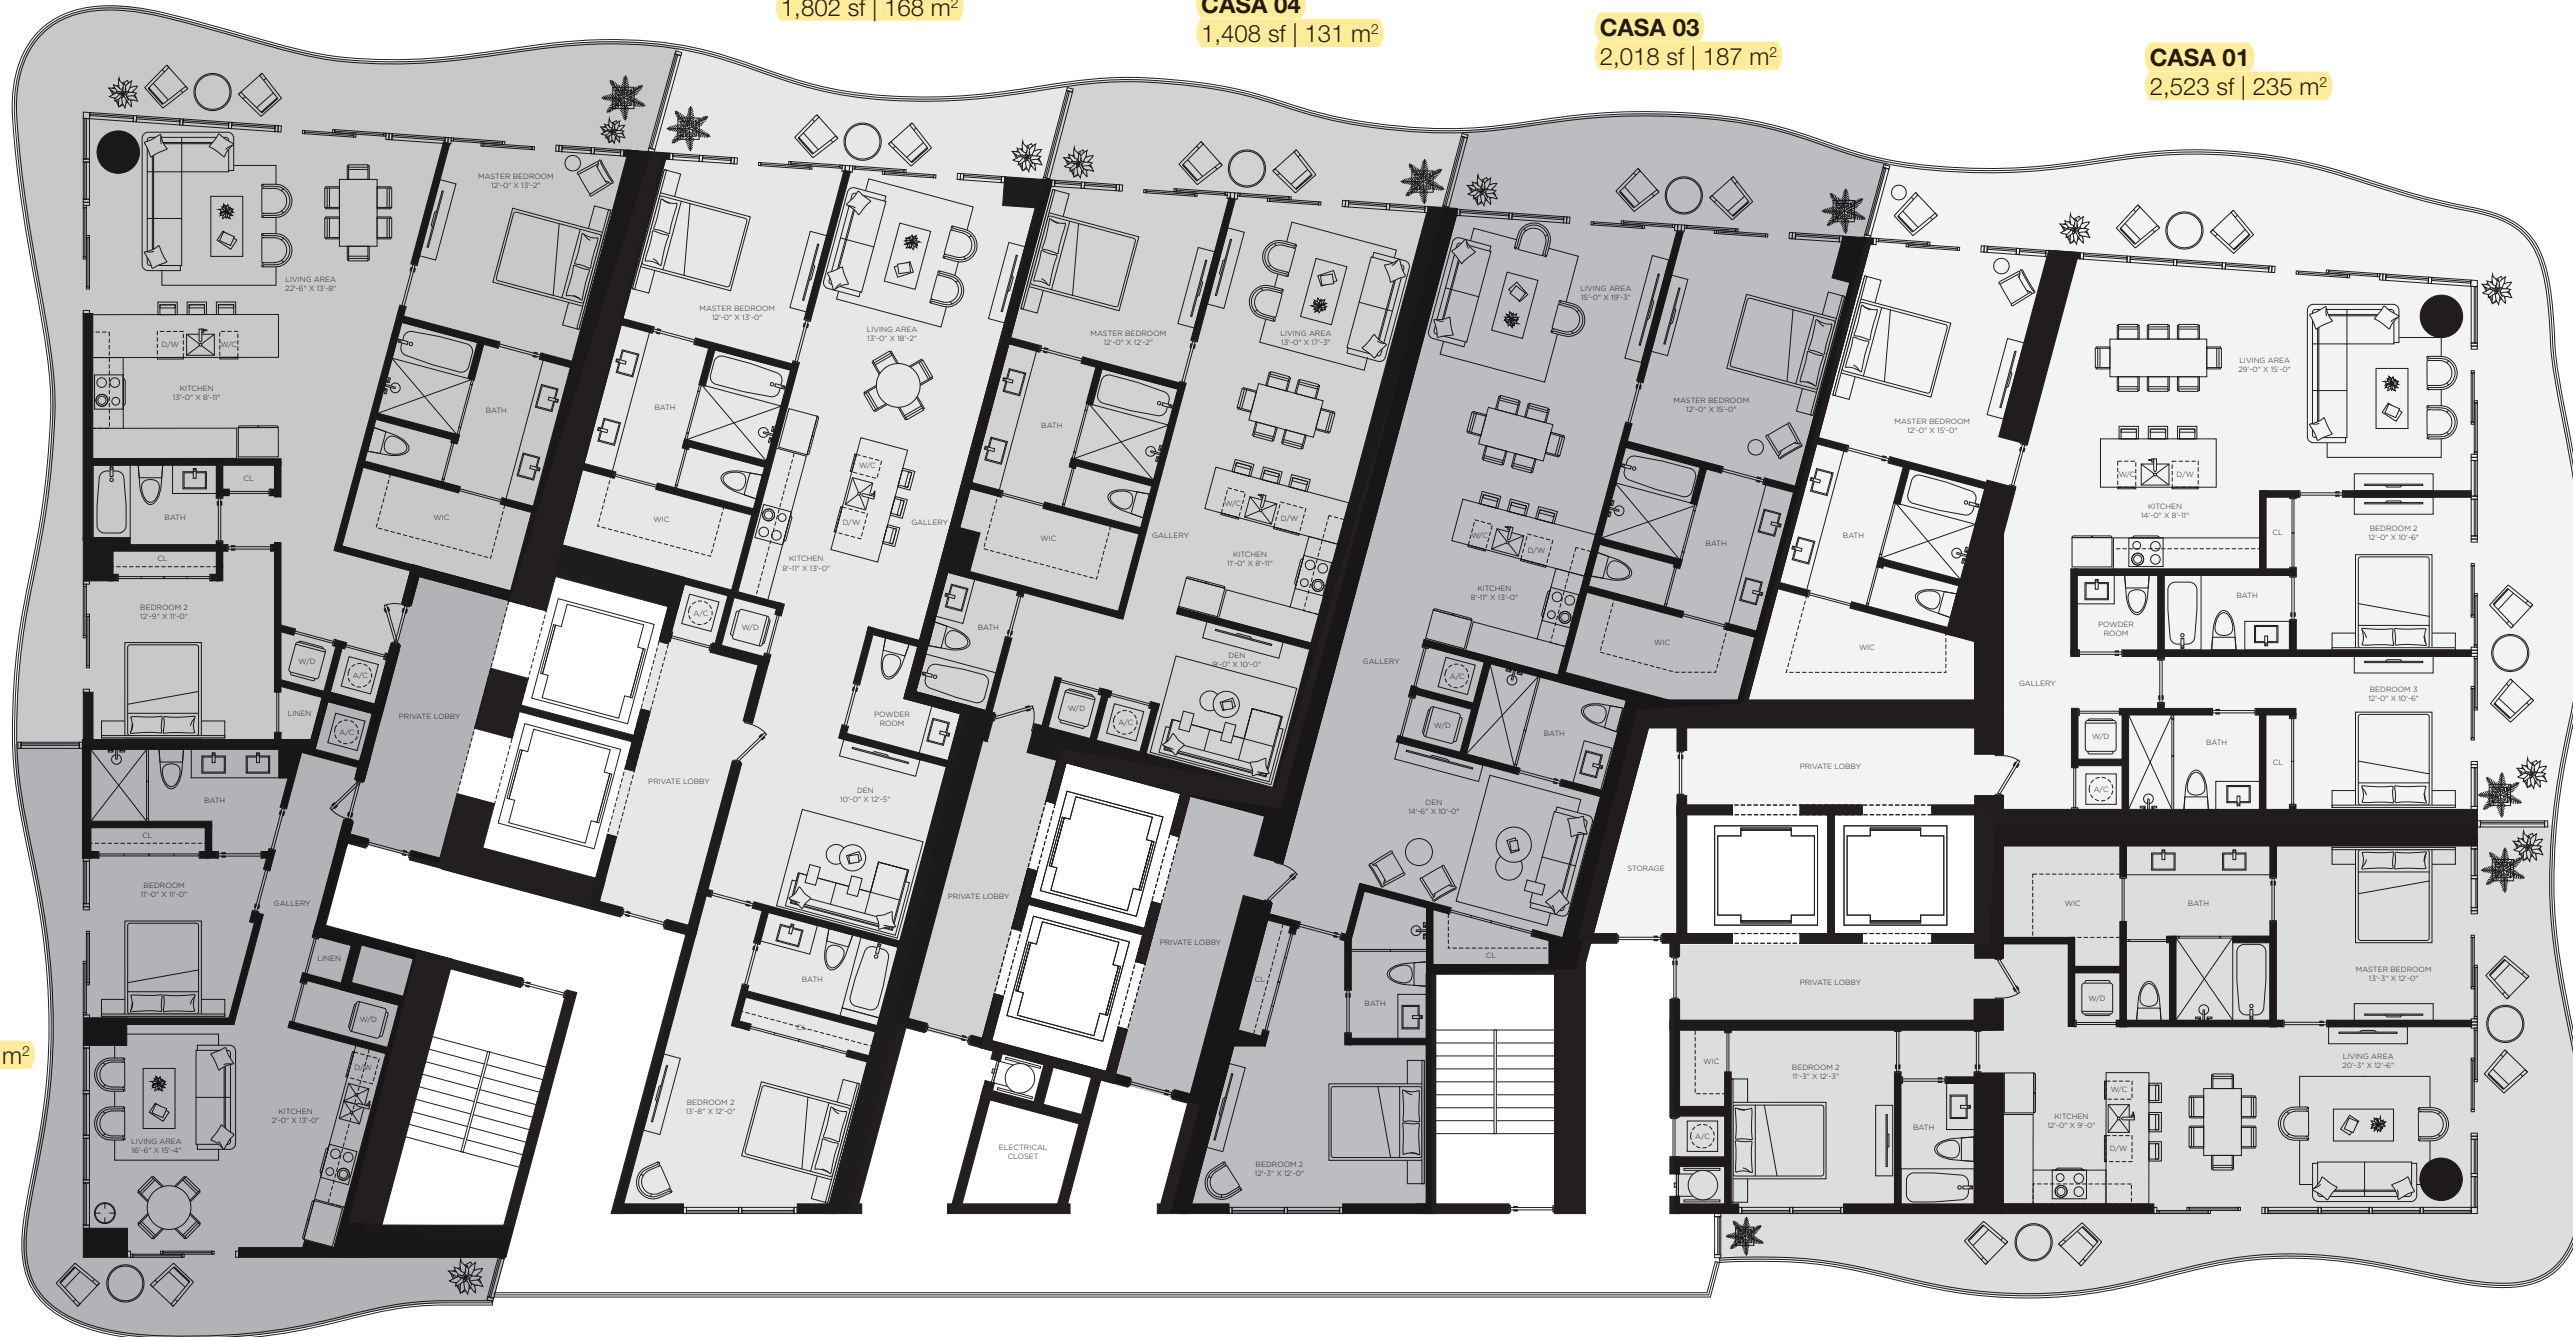 1,802 sf | 168 m²
CASA 04
1,408 sf | 131 m²
CASA 03
2,018 sf | 187 m²
CASA 01
2,523 sf | 235 m²
MASTER BEDROOM
12'-0" X 13'-2"
LIVING AREA
22'-6" X 13'-8"
D/W
W/C
KITCHEN
13'-0" X 8'-11"
BATH
WIC
CL
BATH
CL
BEDROOM 2
12'-9" X 11'-0"
W/D
A/C
LINEN
A/C
PRIVATE LOBBY
MASTER BEDROOM
12'-0" X 13'-0"
LIVING AREA
13'-0" X 18'-2"
BATH
WIC
W/C
D/W
GALLERY
KITCHEN
8'-11" X 13'-0"
A/C
W/D
POWDER
ROOM
PRIVATE LOBBY
DEN
10'-0" X 12'-5"
BATH
CL
BEDROOM 2
13'-8" X 12'-0"
MASTER BEDROOM
12'-0" X 12'-2"
LIVING AREA
13'-0" X 17'-3"
BATH
WIC
GALLERY
W/C
D/W
KITCHEN
11'-0" X 8'-11"
BATH
DEN
9'-0" X 10'-0"
W/D
A/C
PRIVATE LOBBY
PRIVATE LOBBY
ELECTRICAL
CLOSET
LIVING AREA
15'-0" X 19'-3"
MASTER BEDROOM
12'-0" X 15'-0"
W/C
D/W
KITCHEN
8'-11" X 13'-0"
BATH
WIC
GALLERY
A/C
W/D
BATH
DEN
14'-6" X 10'-0"
CL
CL
BATH
BEDROOM 2
12'-3" X 12'-0"
MASTER BEDROOM
12'-0" X 15'-0"
BATH
WIC
LIVING AREA
29'-0" X 15'-0"
W/C
D/W
KITCHEN
14'-0" X 8'-11"
CL
BEDROOM 2
12'-0" X 10'-6"
BATH
POWDER
ROOM
GALLERY
BEDROOM 3
12'-0" X 10'-6"
W/D
A/C
BATH
CL
PRIVATE LOBBY
STORAGE
PRIVATE LOBBY
WIC
BATH
MASTER BEDROOM
13'-3" X 12'-0"
W/D
WIC
BEDROOM 2
11'-3" X 12'-3"
A/C
BATH
KITCHEN
12'-0" X 9'-0"
W/C
D/W
LIVING AREA
20'-3" X 12'-6"
BATH
CL
BEDROOM
11'-0" X 11'-0"
GALLERY
LINEN
W/D
D/W
KITCHEN
2'-0" X 13'-0"
LIVING AREA
16'-6" X 15'-4"
m²